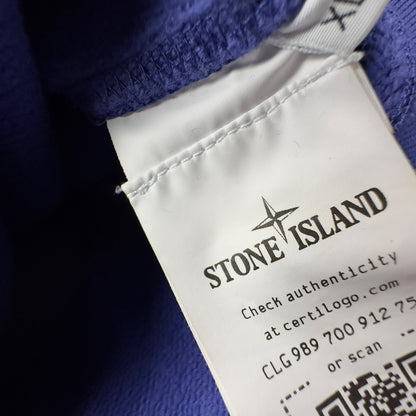 STONE ISLAND
Check authenticity
at certilogo.com
CLG 989 700 912 75
or scan